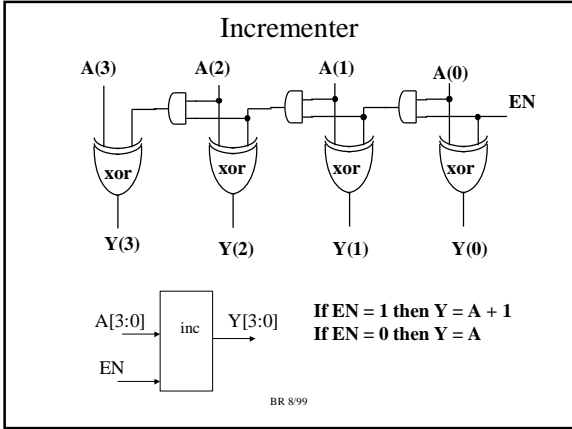 Incrementer
A(3) A(2) A(1) A(0)
EN
xor xor xor xor
Y(3) Y(2) Y(1) Y(0)
A[3:0] inc Y[3:0]
EN
If EN = 1 then Y = A + 1
If EN = 0 then Y = A
BR 8/99